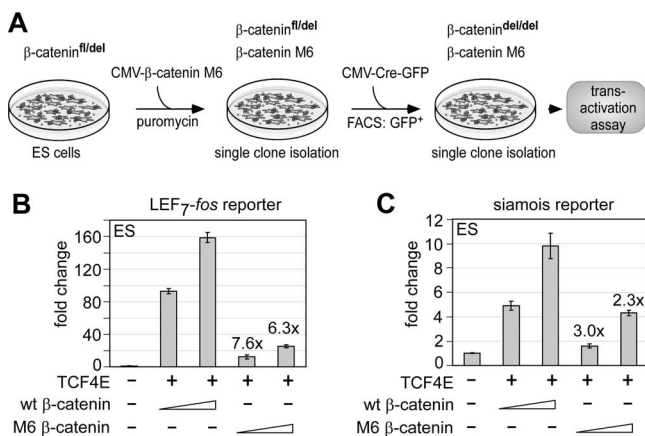 A
β-catenin fl/del
CMV-β-catenin M6
puromycin
ES cells
β-catenin fl/del
β-catenin M6
single clone isolation
CMV-Cre-GFP
FACS: GFP+
β-catenin del/del
β-catenin M6
single clone isolation
trans-
activation
assay
B
LEF7-fos reporter
ES
fold change
160
120
80
40
20
0
7.6x
6.3x
TCF4E − + + + +
wt β-catenin − − −
M6 β-catenin − − −
C
siamois reporter
ES
fold change
12
10
8
6
4
2
0
3.0x
2.3x
TCF4E − + + + +
wt β-catenin − − −
M6 β-catenin − − −